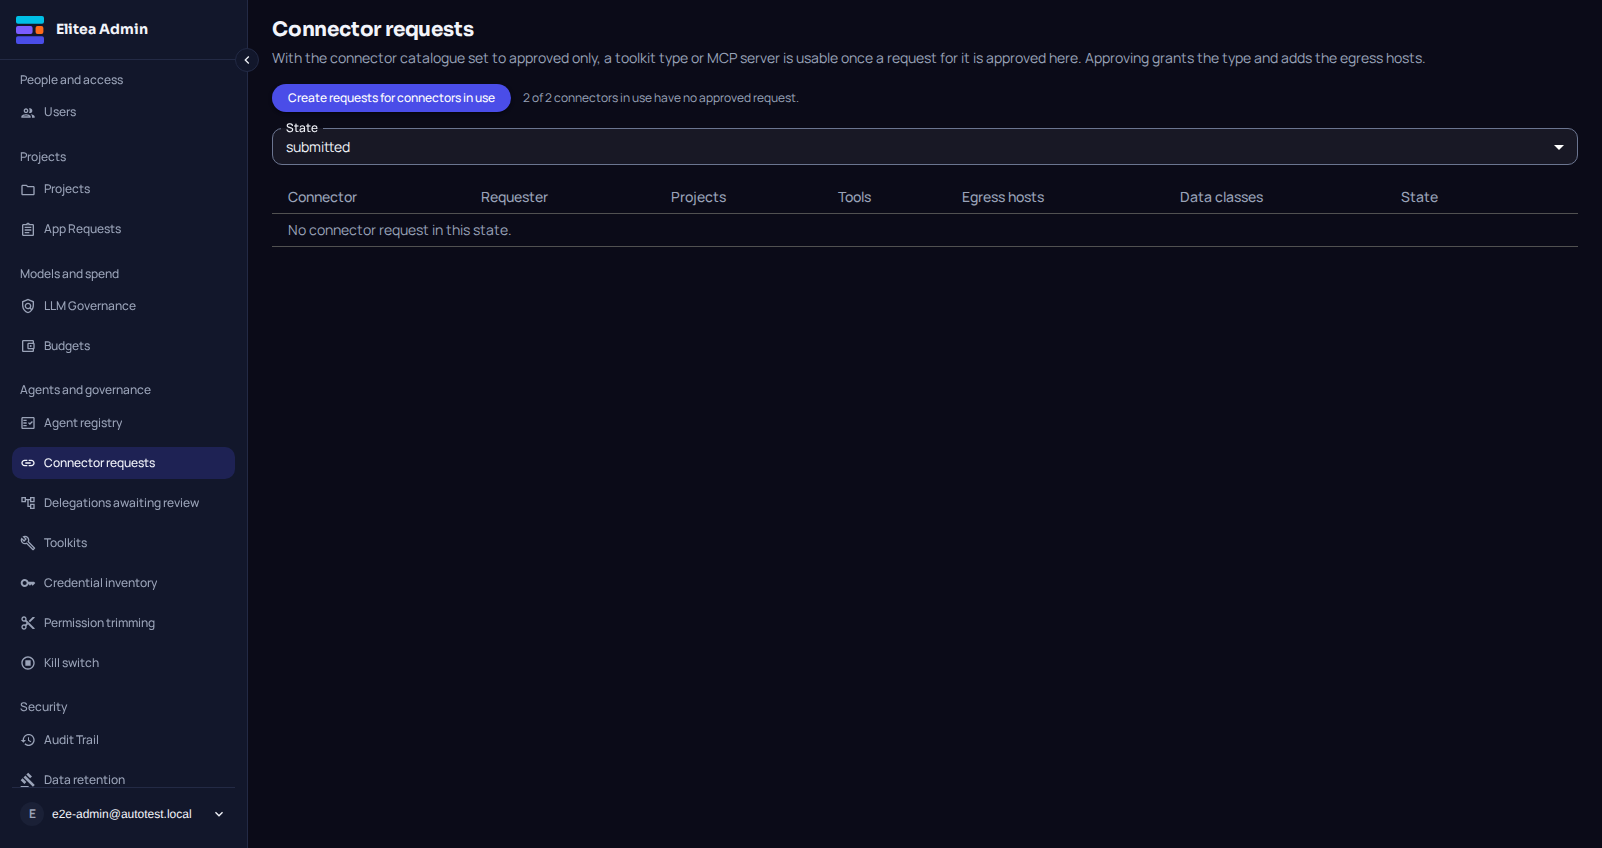 Elitea Admin
People and access
Users
Projects
Projects
App Requests
Models and spend
LLM Governance
Budgets
Agents and governance
Agent registry
Connector requests
Delegations awaiting review
Toolkits
Credential inventory
Permission trimming
Kill switch
Security
Audit Trail
Data retention
E e2e-admin@autotest.local
Connector requests
With the connector catalogue set to approved only, a toolkit type or MCP server is usable once a request for it is approved here. Approving grants the type and adds the egress hosts.
Create requests for connectors in use 2 of 2 connectors in use have no approved request.
State
submitted
Connector Requester Projects Tools Egress hosts Data classes State
No connector request in this state.